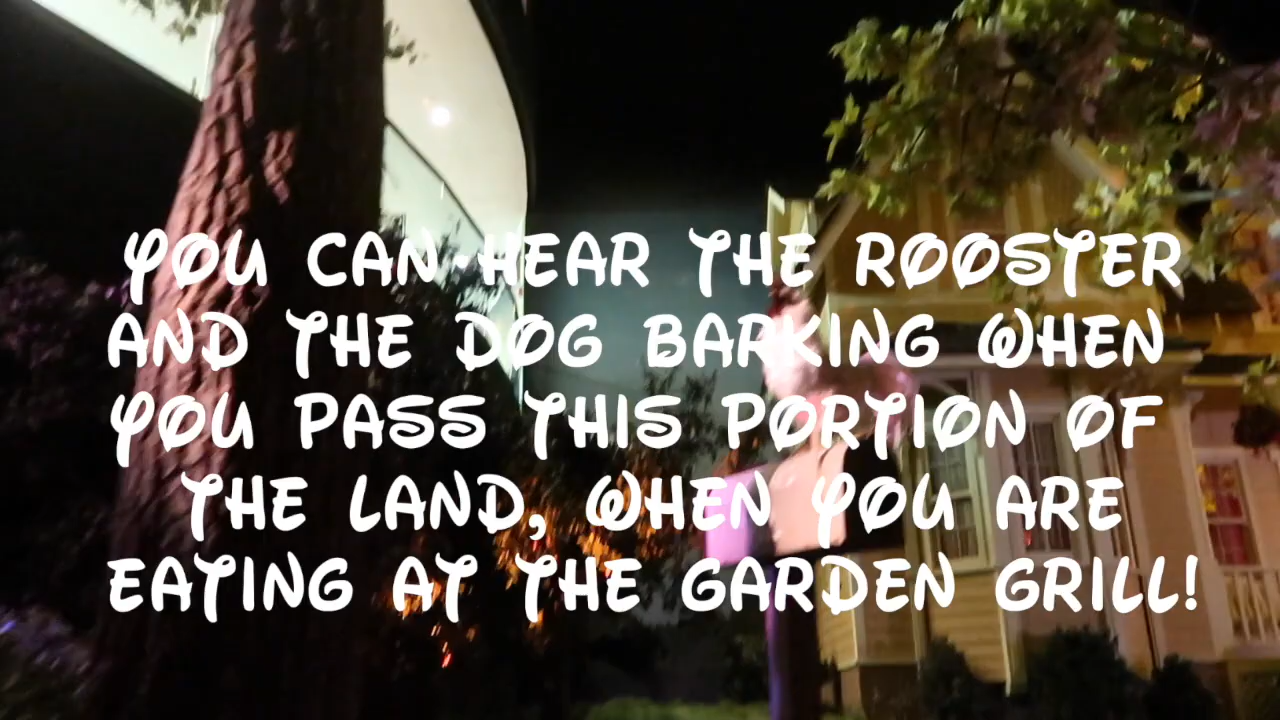 YOU CAN HEAR THE ROOSTER
AND THE DOG BARKING WHEN
YOU PASS THIS PORTION OF
THE LAND, WHEN YOU ARE
EATING AT THE GARDEN GRILL!